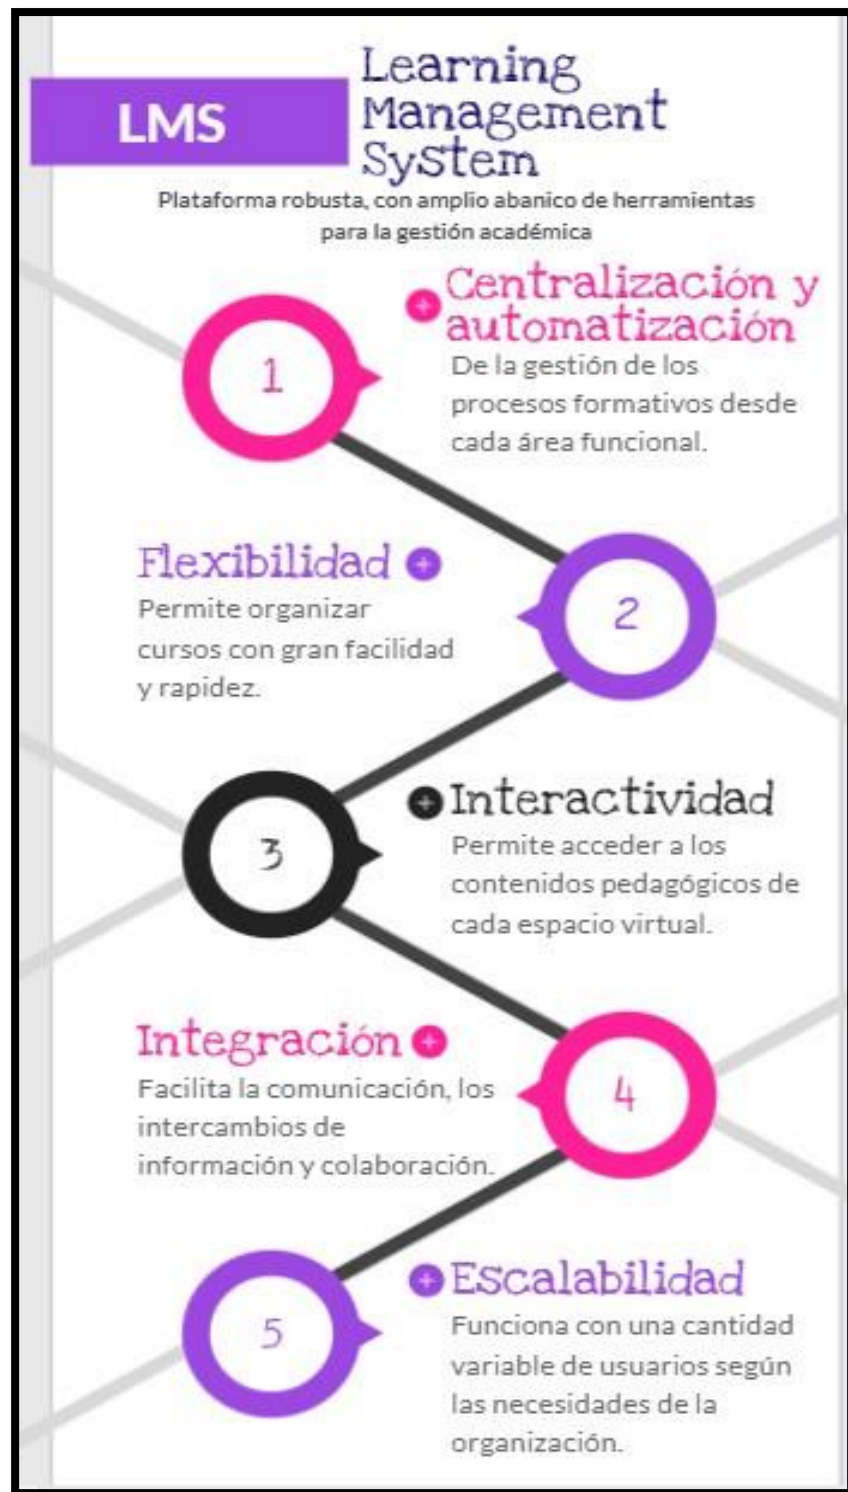 LMS
Learning
Management
System
Plataforma robusta, con amplio abanico de herramientas
para la gestión académica
1
Centralización y
automatización
De la gestión de los
procesos formativos desde
cada área funcional.
Flexibilidad
Permite organizar
cursos con gran facilidad
y rapidez.
2
3
Interactividad
Permite acceder a los
contenidos pedagógicos de
cada espacio virtual.
Integración
Facilita la comunicación, los
intercambios de
información y colaboración.
4
5
Escalabilidad
Funciona con una cantidad
variable de usuarios según
las necesidades de la
organización.